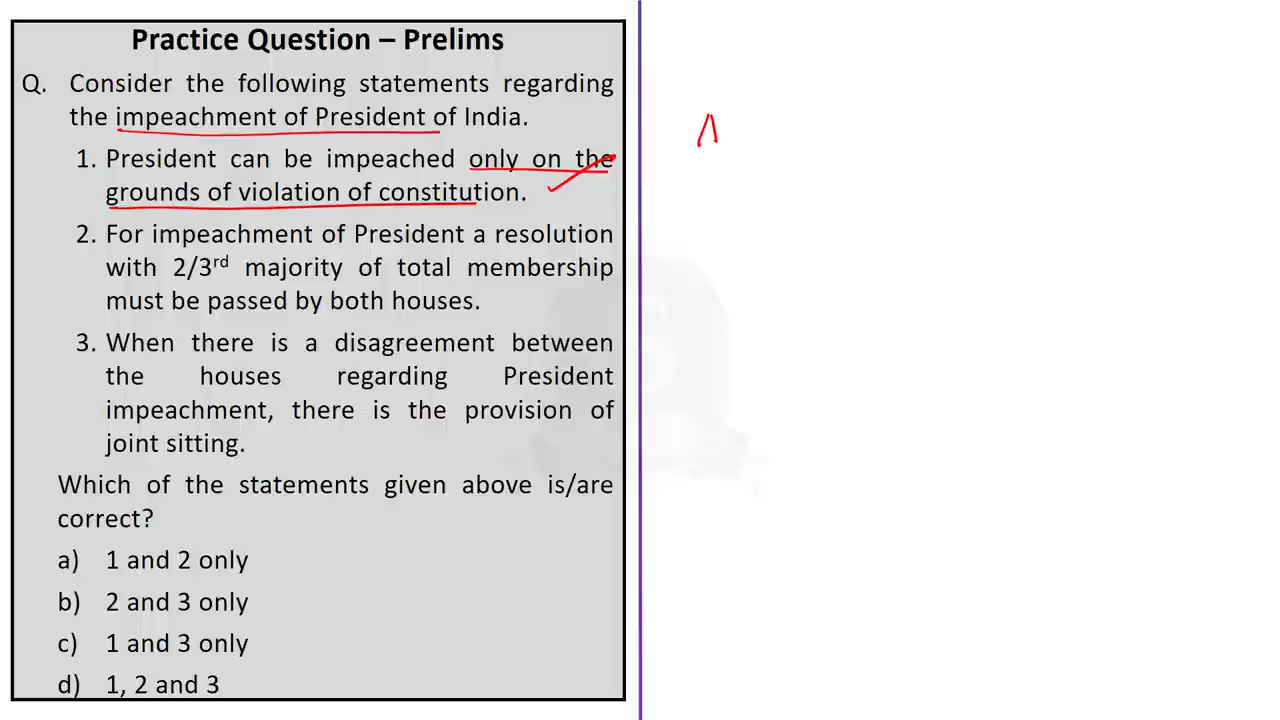 Practice Question – Prelims
Q. Consider the following statements regarding
the impeachment of President of India.
1. President can be impeached only on the
grounds of violation of constitution.
2. For impeachment of President a resolution
with 2/3rd majority of total membership
must be passed by both houses.
3. When there is a disagreement between
the houses regarding President
impeachment, there is the provision of
joint sitting.
Which of the statements given above is/are
correct?
a) 1 and 2 only
b) 2 and 3 only
c) 1 and 3 only
d) 1, 2 and 3